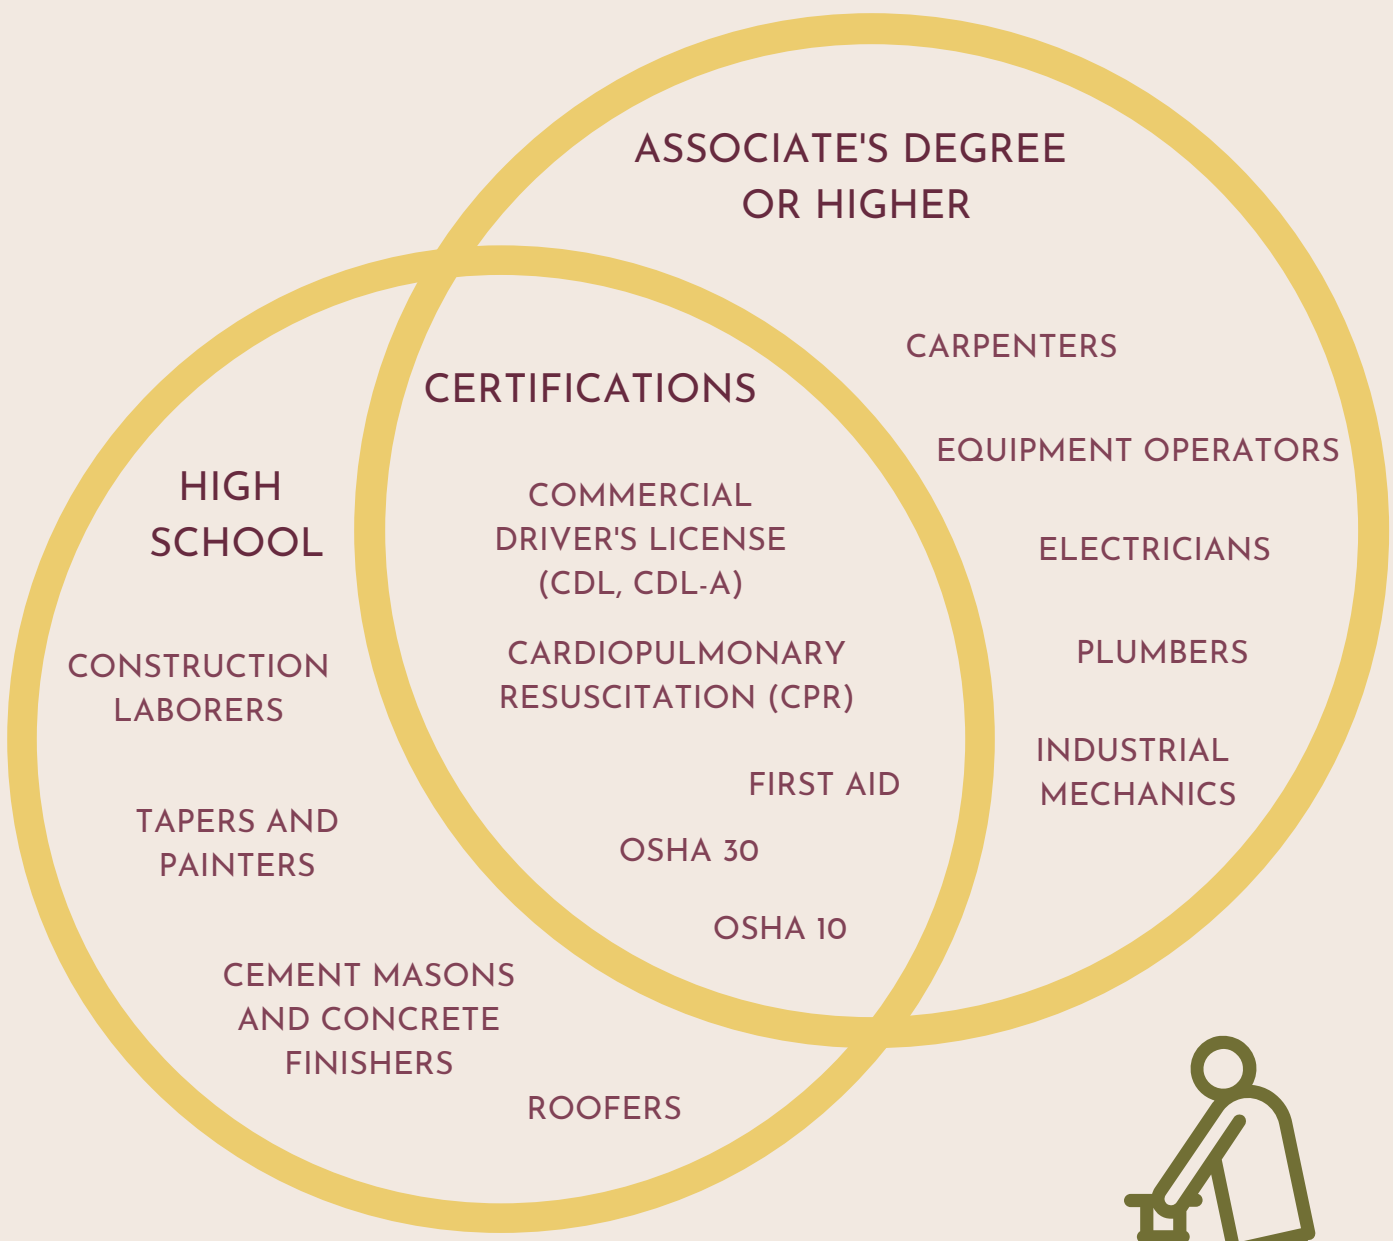 ASSOCIATE'S DEGREE
OR HIGHER
CARPENTERS
EQUIPMENT OPERATORS
ELECTRICIANS
PLUMBERS
INDUSTRIAL
MECHANICS
CERTIFICATIONS
COMMERCIAL
DRIVER'S LICENSE
(CDL, CDL-A)
CARDIOPULMONARY
RESUSCITATION (CPR)
FIRST AID
OSHA 30
OSHA 10
HIGH
SCHOOL
CONSTRUCTION
LABORERS
TAPERS AND
PAINTERS
CEMENT MASONS
AND CONCRETE
FINISHERS
ROOFERS